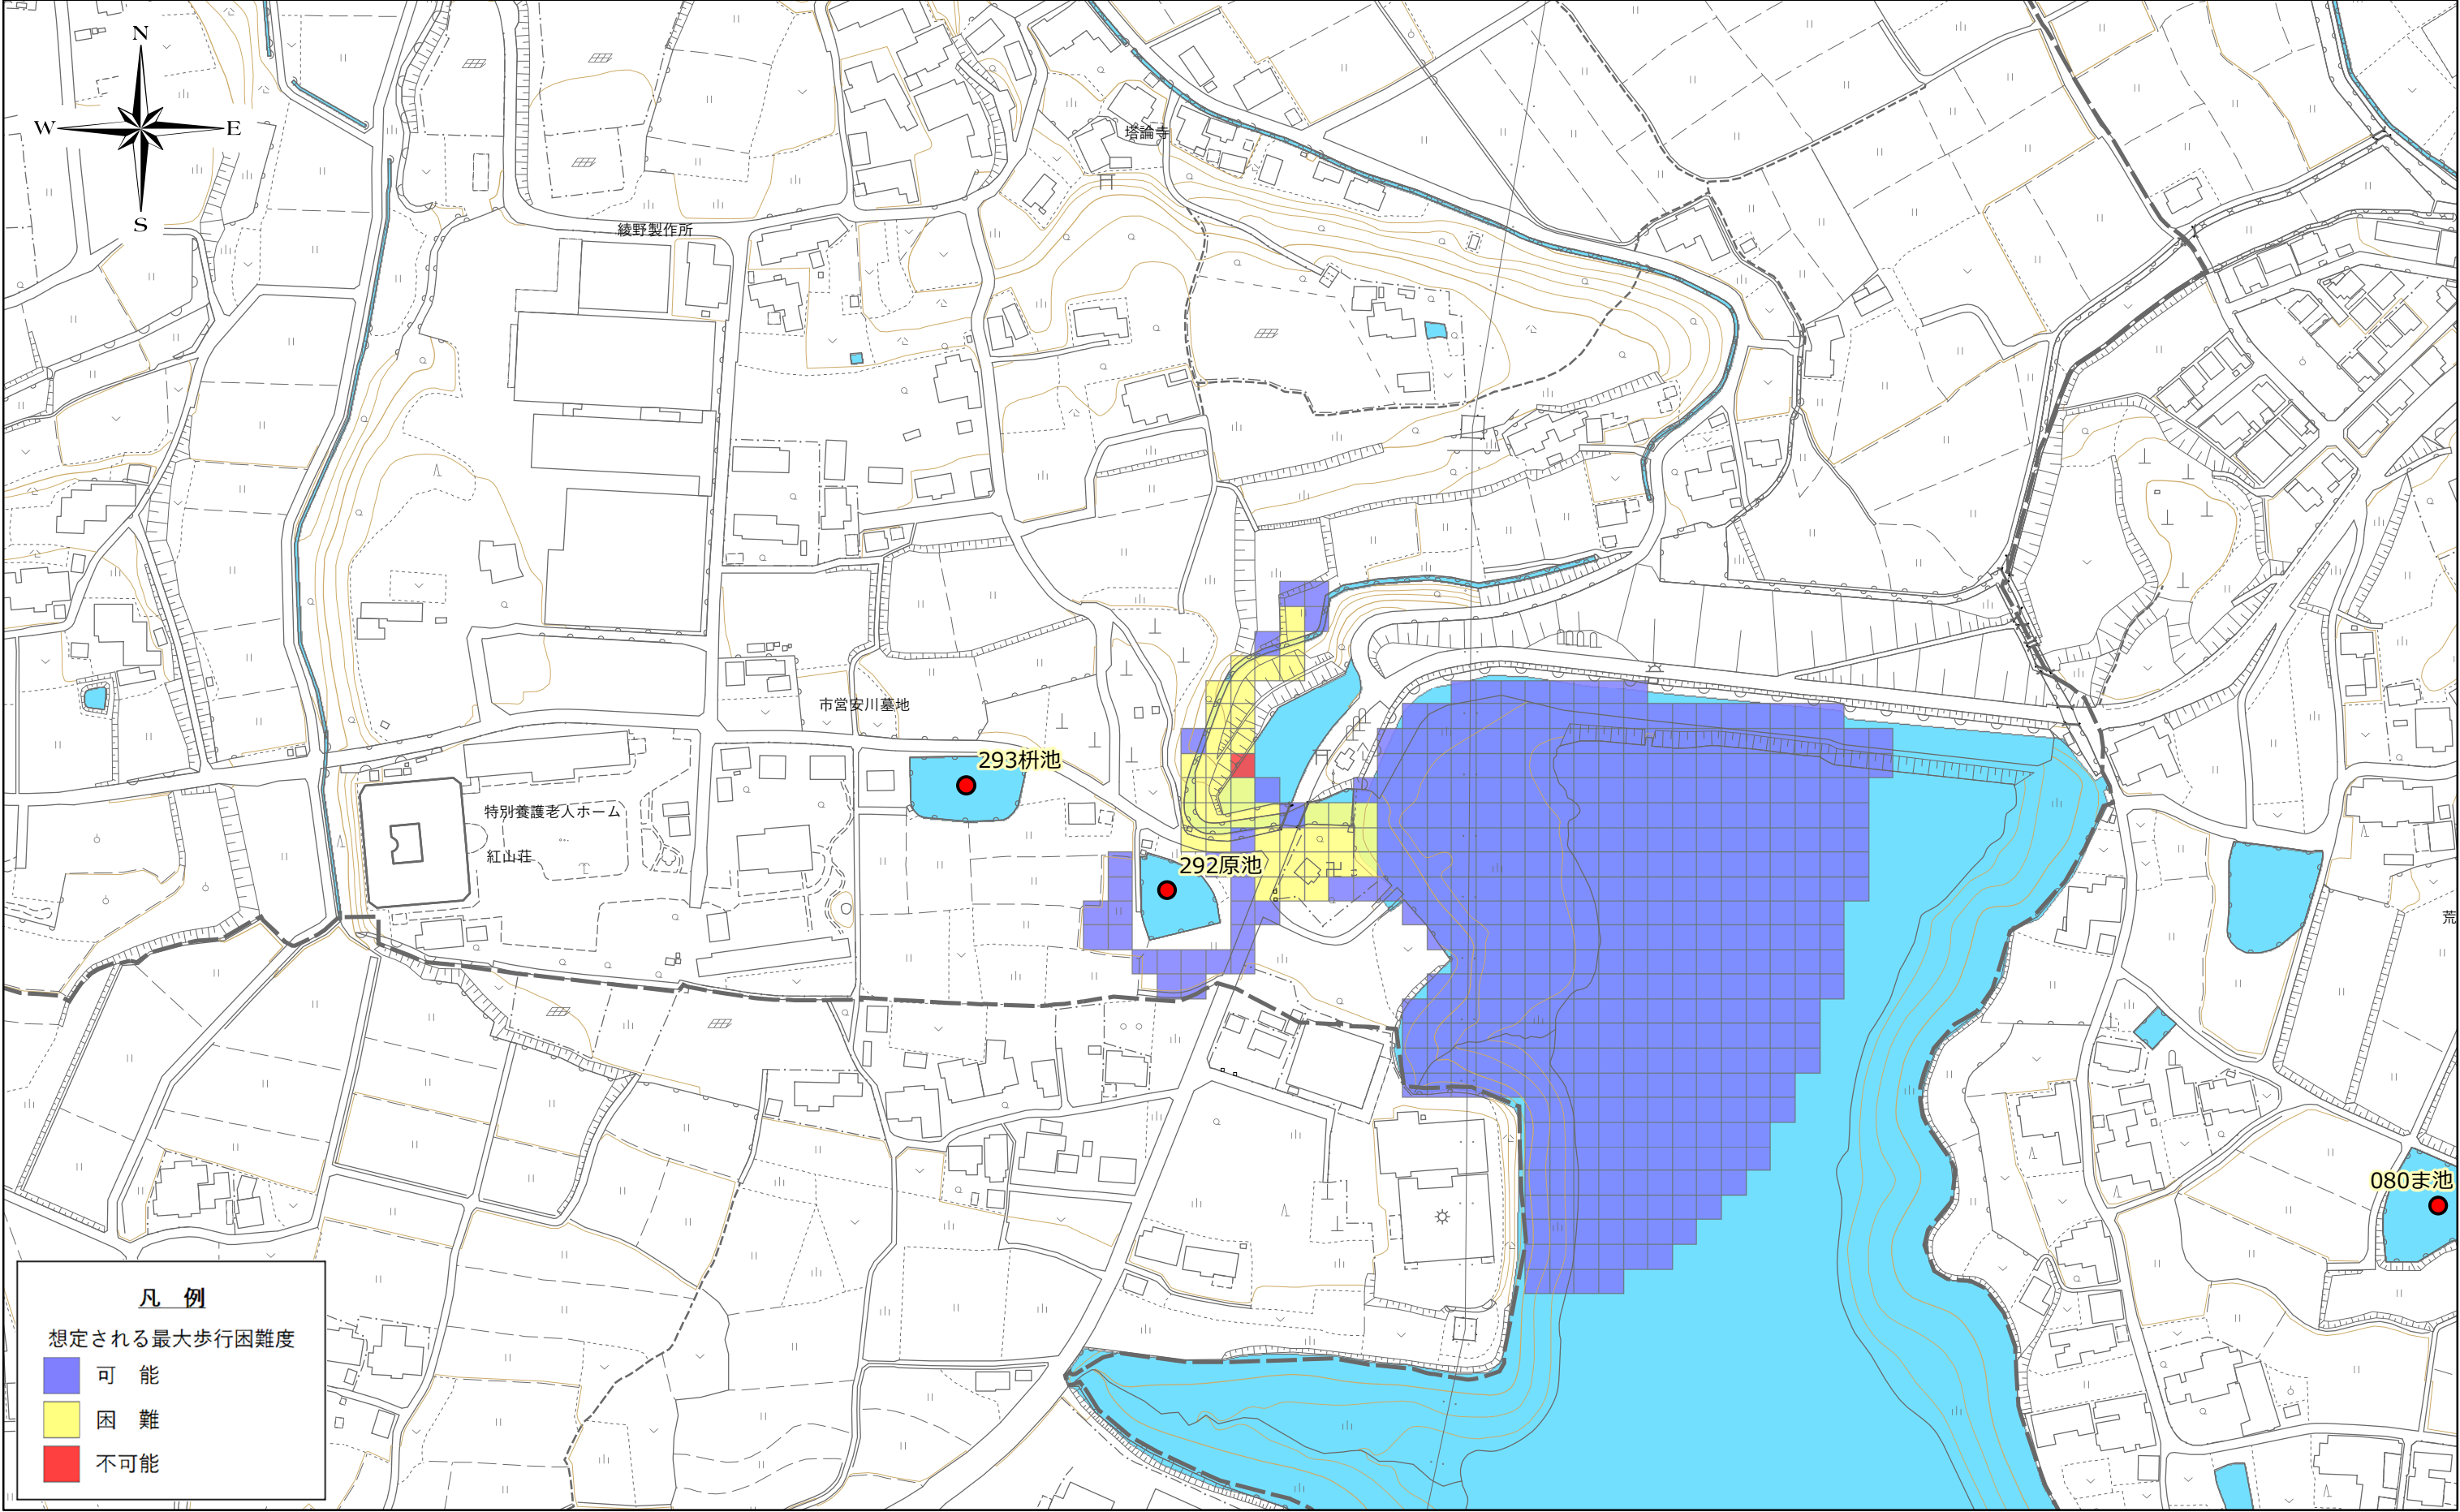 N
W
E
S
塔論寺
綾野製作所
市営安川墓地
293枡池
特別養護老人ホーム
紅山荘
292原池
荒
080ま池
凡 例
想定される最大歩行困難度
可 能
困 難
不可能